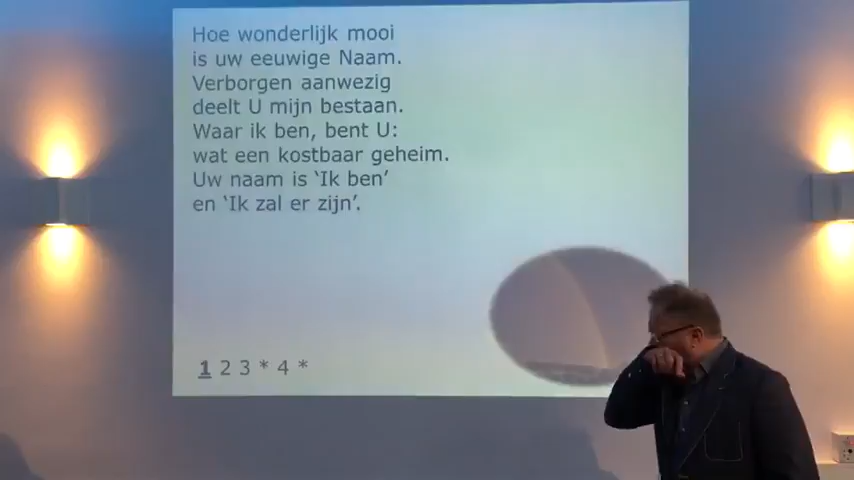 Hoe wonderlijk mooi
is uw eeuwige Naam.
Verborgen aanwezig
deelt U mijn bestaan.
Waar ik ben, bent U:
wat een kostbaar geheim.
Uw naam is ‘Ik ben’
en ‘Ik zal er zijn’.
1 2 3 * 4 *